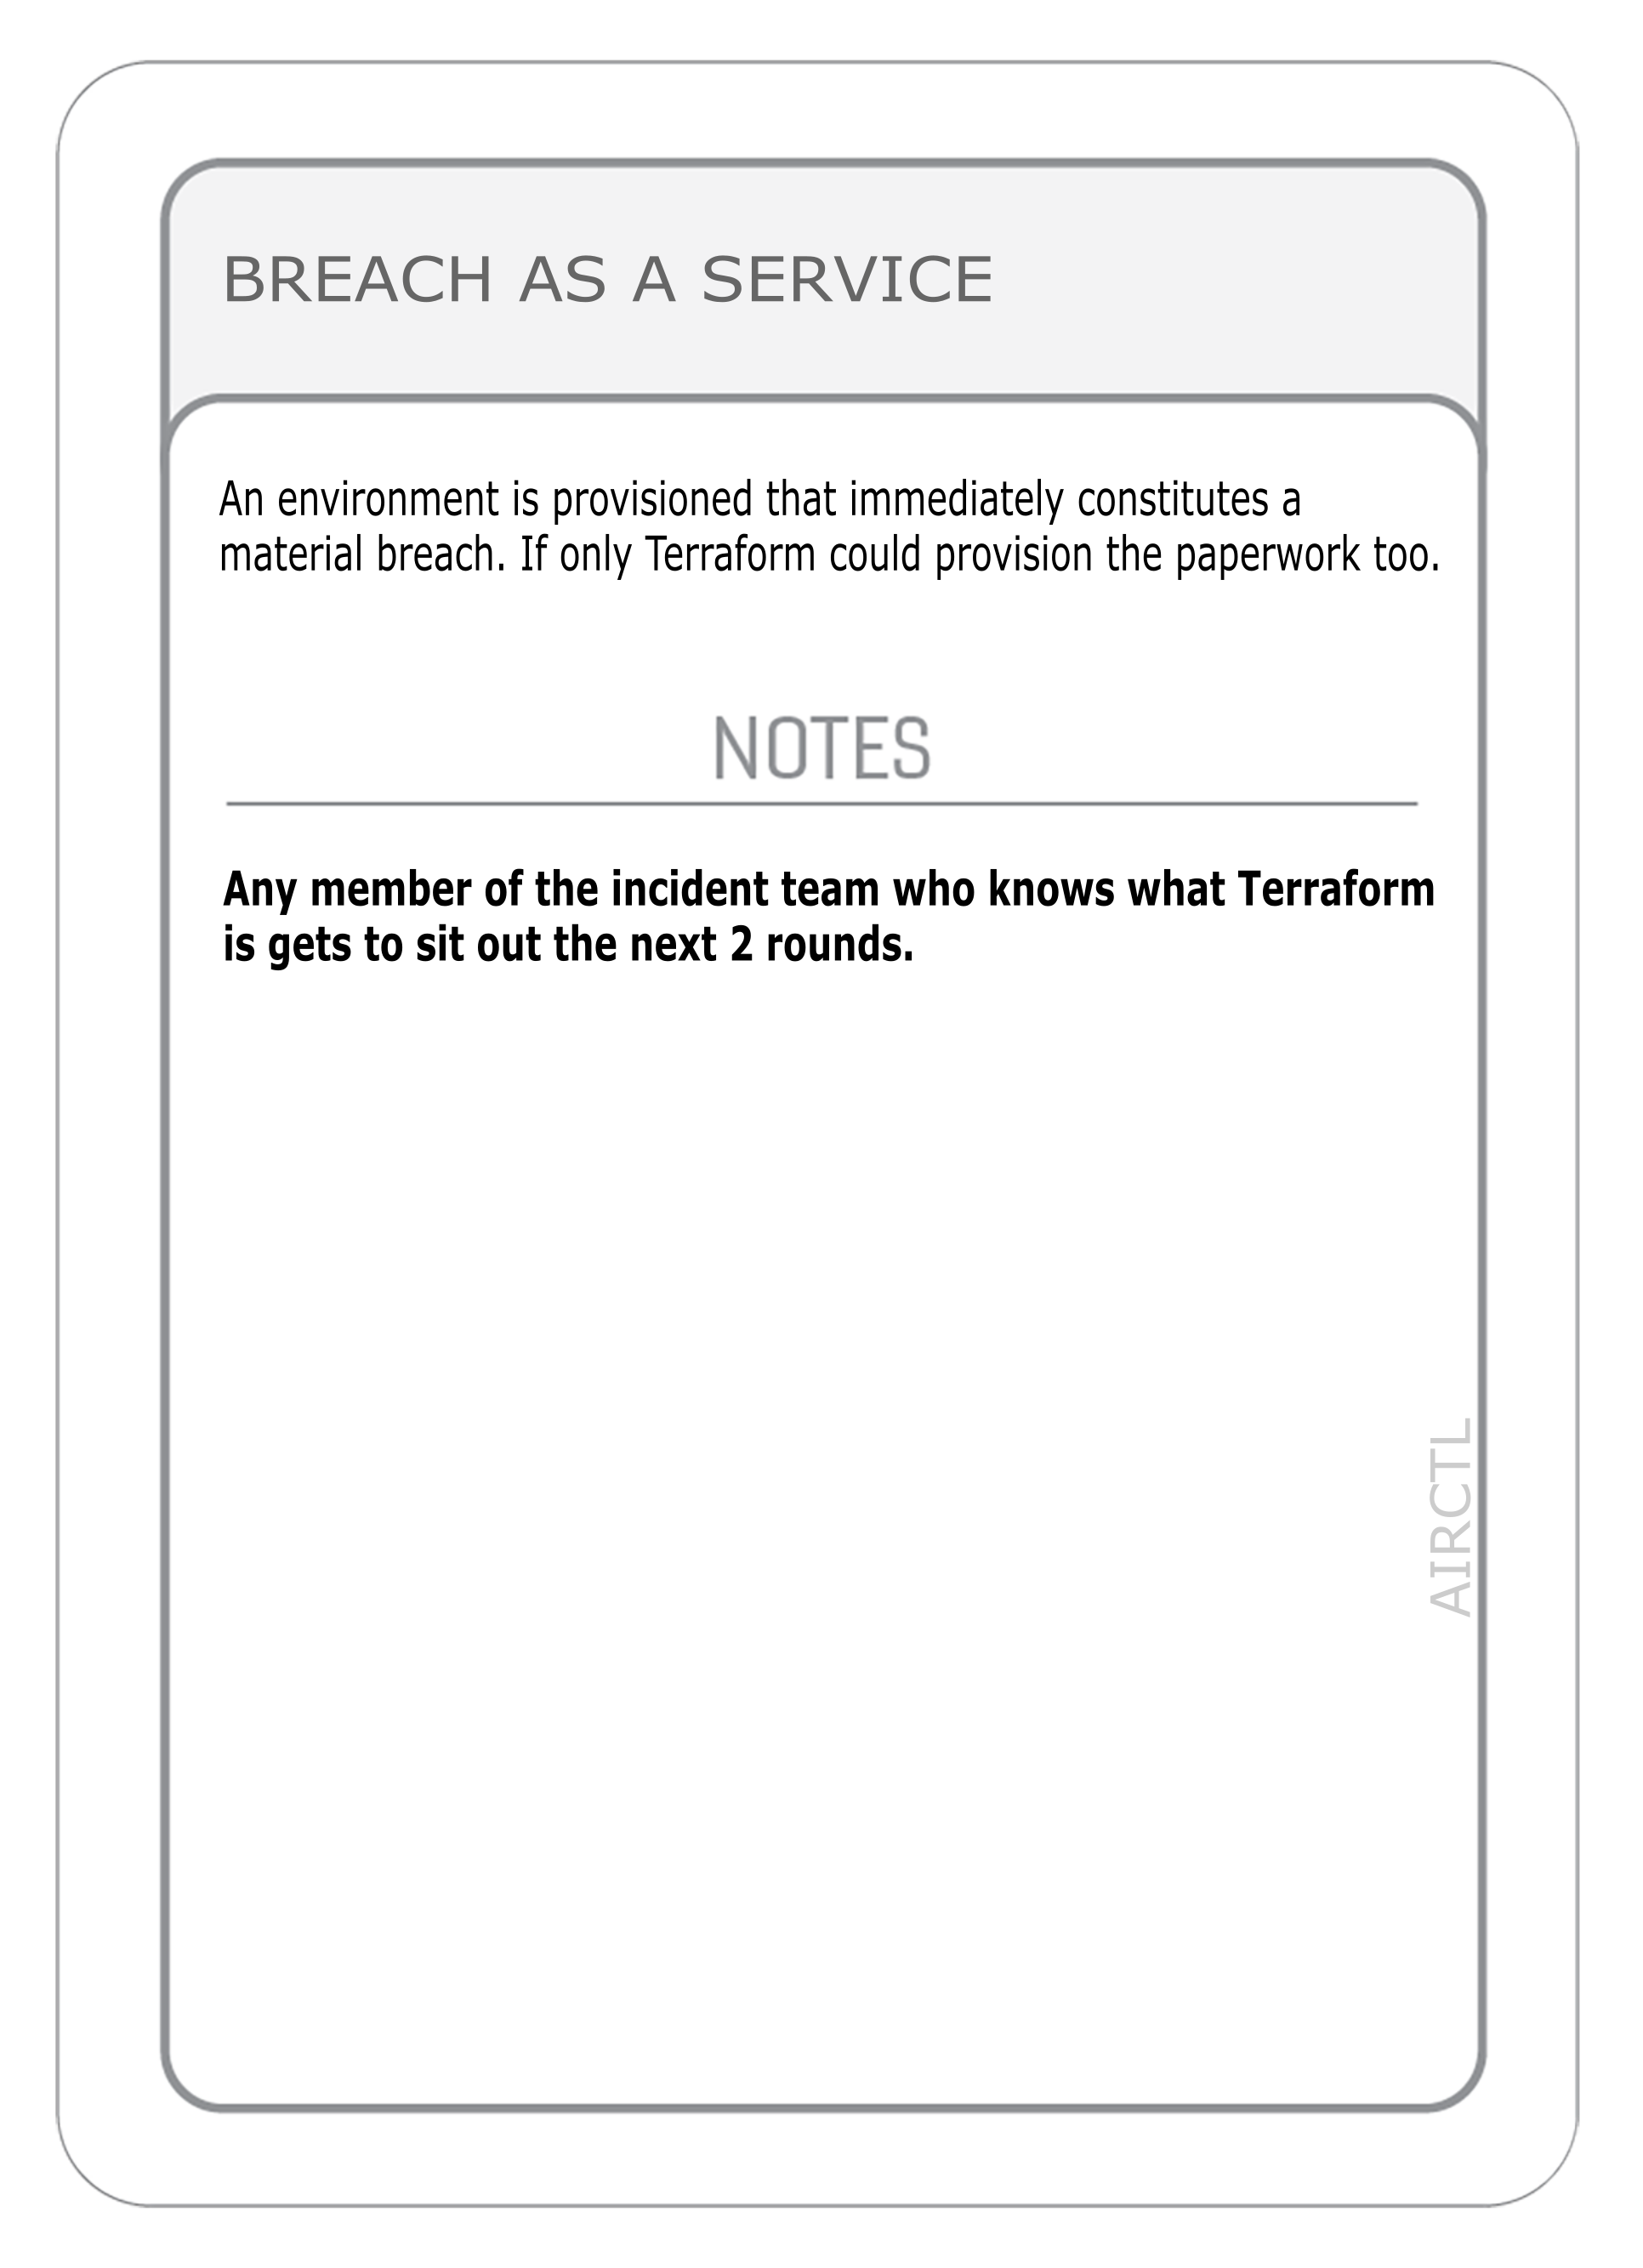 BREACH AS A SERVICE
An environment is provisioned that immediately constitutes a
material breach. If only Terraform could provision the paperwork too.
NOTES
Any member of the incident team who knows what Terraform
is gets to sit out the next 2 rounds.
AIRCTL